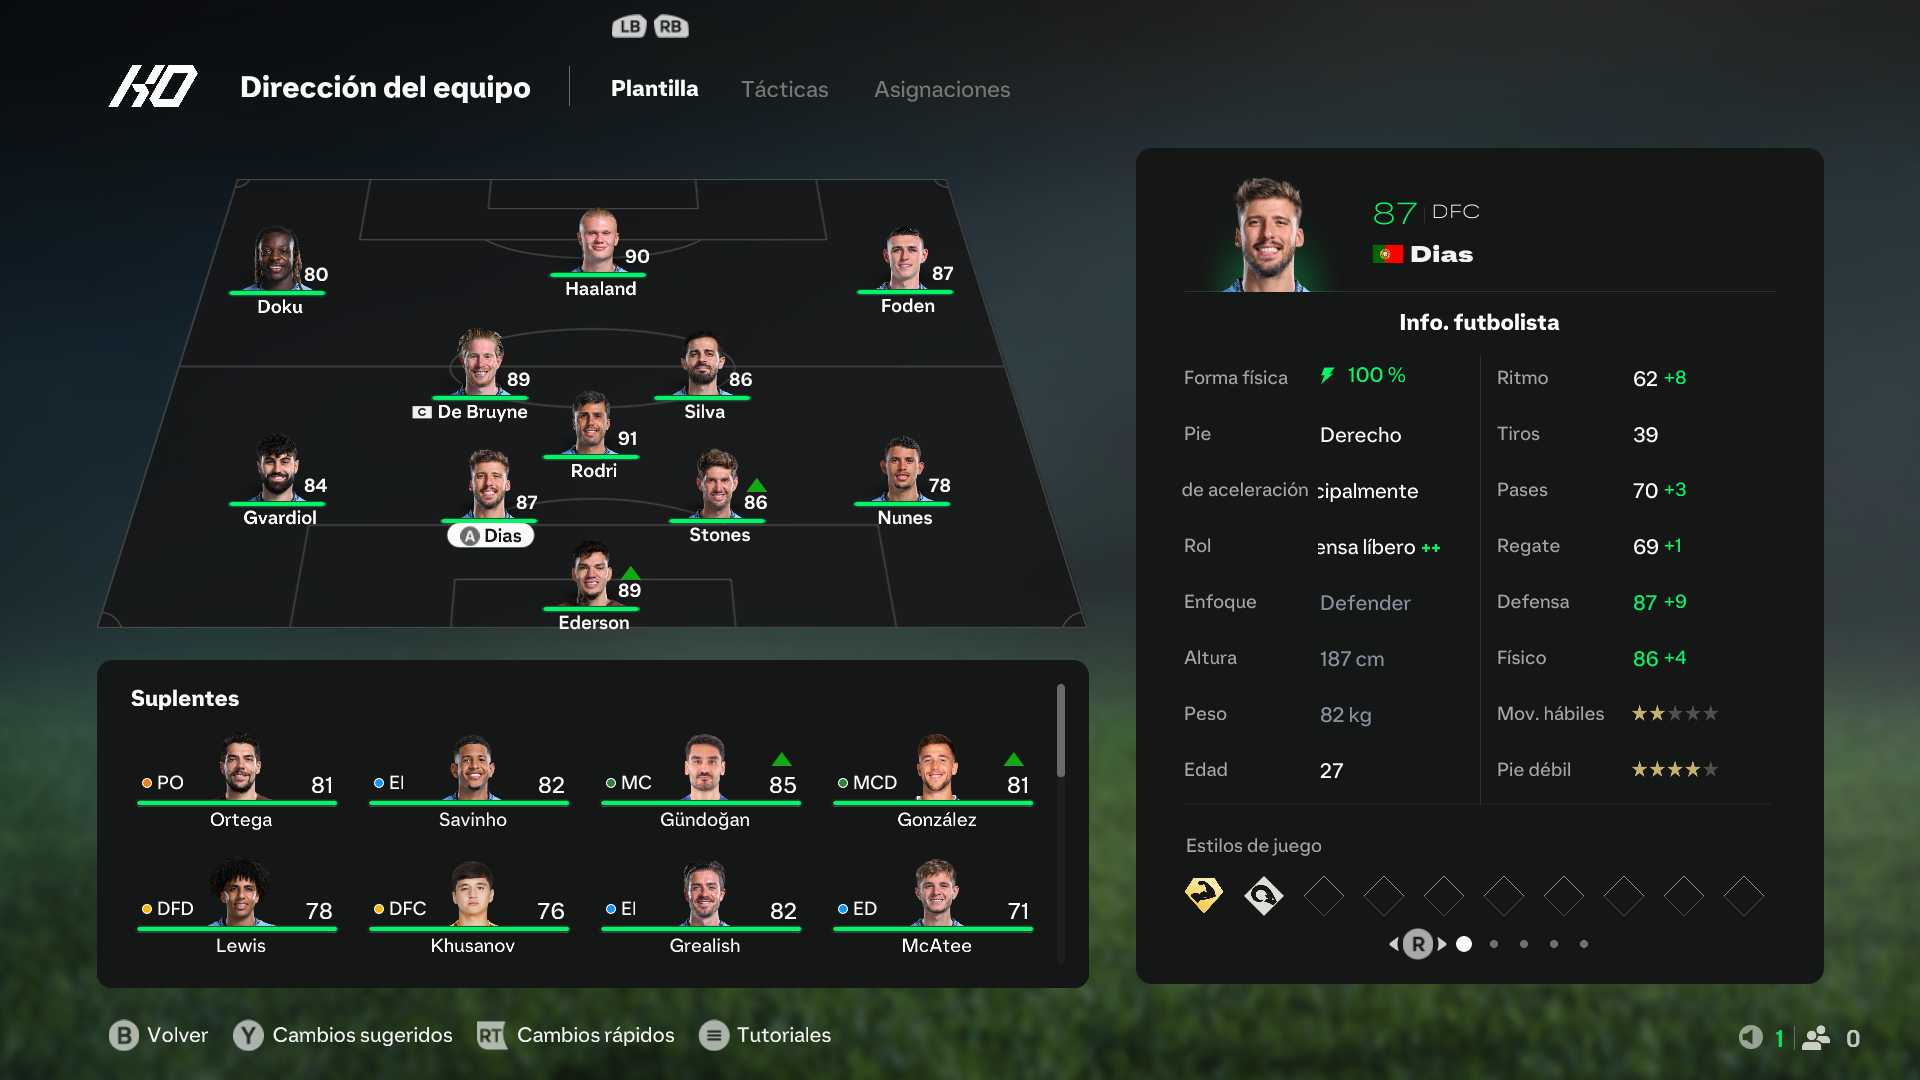 LB RB
KO
Dirección del equipo
Plantilla
Tácticas
Asignaciones
80
Doku
90
Haaland
87
Foden
89
C De Bruyne
86
Silva
91
Rodri
84
Gvardiol
87
A Dias
86
Stones
78
Nunes
89
Ederson
Suplentes
PO 81
Ortega
EI 82
Savinho
MC 85
Gündoğan
MCD 81
González
DFD 78
Lewis
DFC 76
Khusanov
EI 82
Grealish
ED 71
McAtee
87 DFC
Dias
Info. futbolista
Forma física 100 %
Pie Derecho
de aceleración cipalmente
Rol ensa líbero ++
Enfoque Defender
Altura 187 cm
Peso 82 kg
Edad 27
Ritmo 62 +8
Tiros 39
Pases 70 +3
Regate 69 +1
Defensa 87 +9
Físico 86 +4
Mov. hábiles
Pie débil
Estilos de juego
R
B Volver
Y Cambios sugeridos
RT Cambios rápidos
Tutoriales
1
0